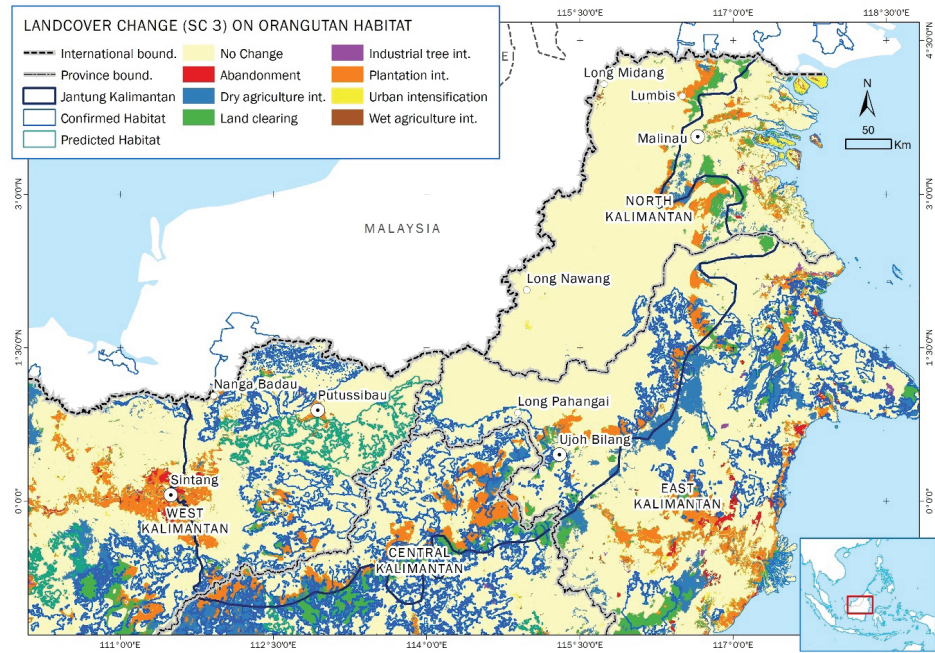 LANDCOVER CHANGE (SC 3) ON ORANGUTAN HABITAT
International bound.
Province bound.
Jantung Kalimantan
Confirmed Habitat
Predicted Habitat
No Change
Abandonment
Dry agriculture int.
Land clearing
Industrial tree int.
Plantation int.
Urban intensification
Wet agriculture int.
115°30'0"E
117°0'0"E
E
4°30'0"N
4°30'0"N
N
50
Km
Long Midang
Lumbis
Malinau
3°0'0"N
3°0'0"N
NORTH
KALIMANTAN
MALAYSIA
Long Nawang
1°30'0"N
1°30'0"N
Nanga Badau
Putussibau
Long Pahangai
Ujoh Bilang
Sintang
0°0'0"
0°0'0"
WEST
KALIMANTAN
EAST
KALIMANTAN
CENTRAL
KALIMANTAN
111°0'0"E
112°30'0"E
114°0'0"E
115°30'0"E
117°0'0"E